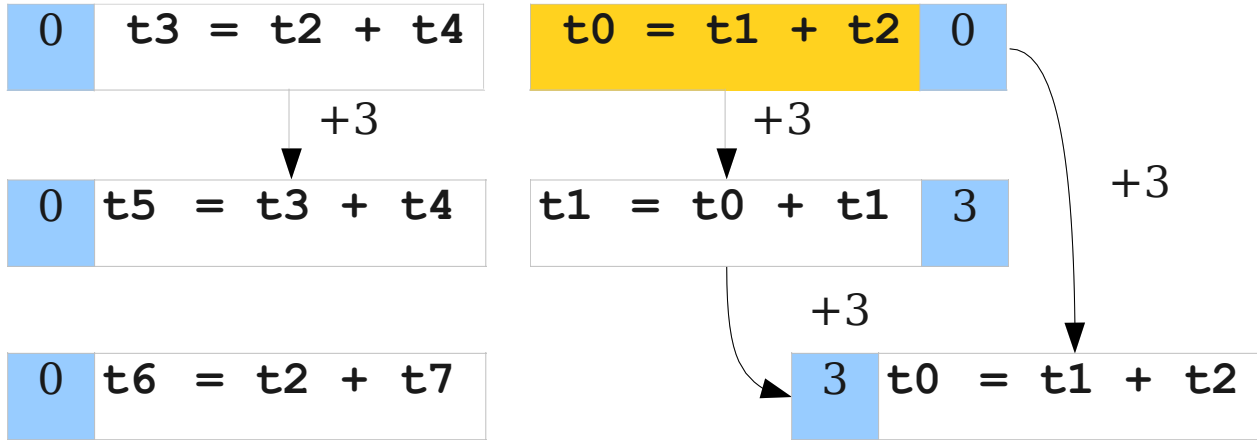 0 t3 = t2 + t4
t0 = t1 + t2 0
+3
+3
+3
0 t5 = t3 + t4
t1 = t0 + t1 3
+3
0 t6 = t2 + t7
3 t0 = t1 + t2